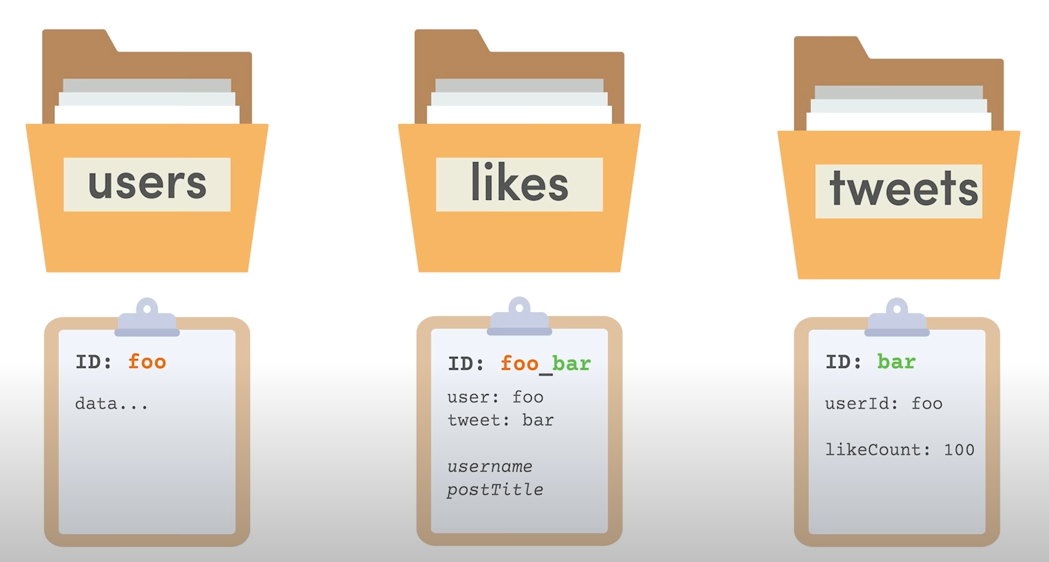 users
likes
tweets
ID: foo
data...
ID: foo_bar
user: foo
tweet: bar
username
postTitle
ID: bar
userId: foo
likeCount: 100